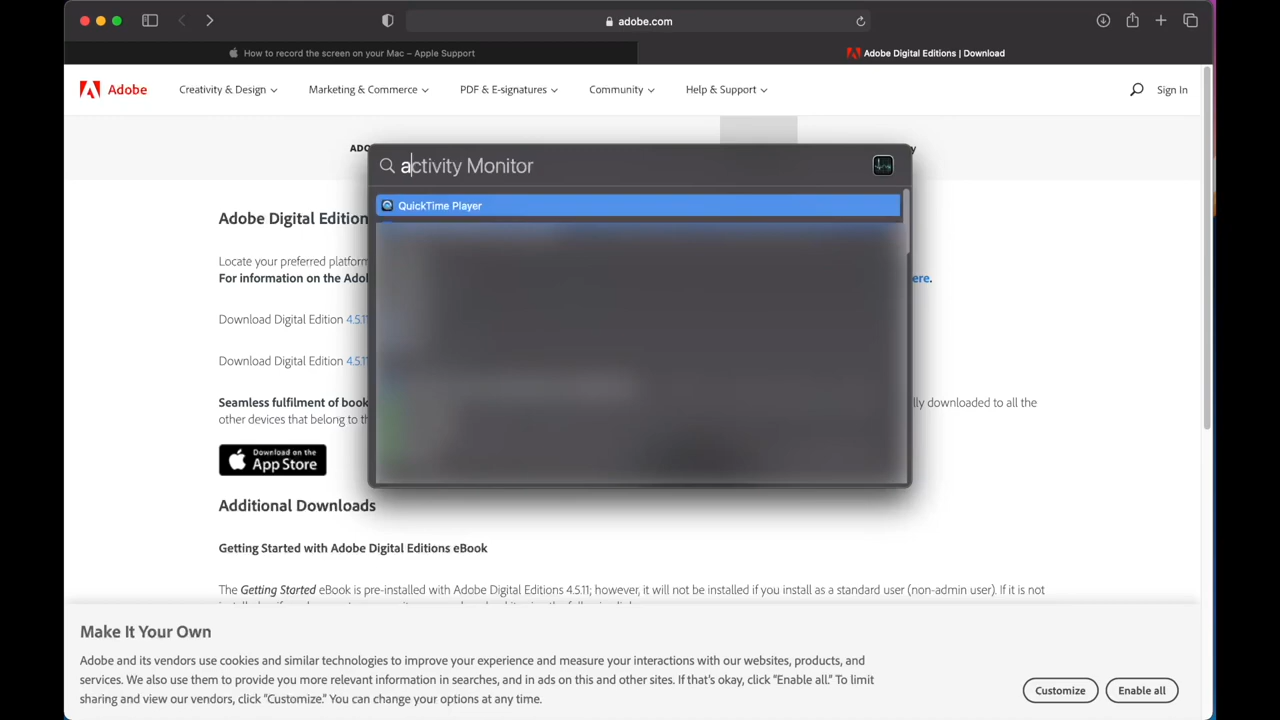 adobe.com
How to record the screen on your Mac – Apple Support
Adobe Digital Editions | Download
Adobe
Creativity & Design
Marketing & Commerce
PDF & E-signatures
Community
Help & Support
Sign In
ADO
activity Monitor
QuickTime Player
Adobe Digital Edition
Locate your preferred platform
For information on the Adob
ere.
Download Digital Edition 4.5.11
Download Digital Edition 4.5.11
Seamless fulfilment of book
lly downloaded to all the
other devices that belong to th
Download on the
App Store
Additional Downloads
Getting Started with Adobe Digital Editions eBook
The Getting Started eBook is pre-installed with Adobe Digital Editions 4.5.11; however, it will not be installed if you install as a standard user (non-admin user). If it is not
Make It Your Own
Adobe and its vendors use cookies and similar technologies to improve your experience and measure your interactions with our websites, products, and
services. We also use them to provide you more relevant information in searches, and in ads on this and other sites. If that's okay, click “Enable all.” To limit
sharing and view our vendors, click “Customize.” You can change your options at any time.
Customize
Enable all